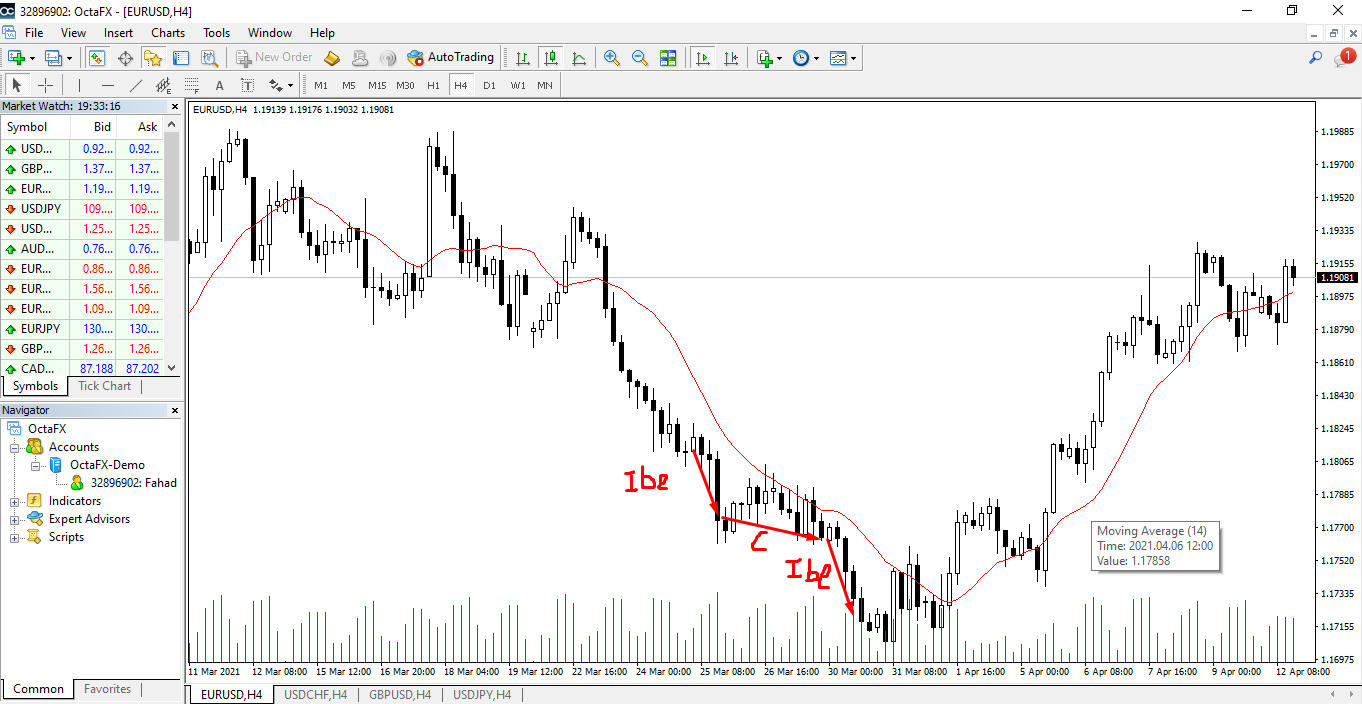 32896902: OctaFX - [EURUSD,H4]
File View Insert Charts Tools Window Help
New Order AutoTrading 1
A T M1 M5 M15 M30 H1 H4 D1 W1 MN
Market Watch: 19:33:16
Symbol Bid Ask
USD... 0.92... 0.92...
GBP... 1.37... 1.37...
EUR... 1.19... 1.19...
USDJPY 109.... 109....
USD... 1.25... 1.25...
AUD... 0.76... 0.76...
EUR... 0.86... 0.86...
EUR... 1.56... 1.56...
EUR... 1.09... 1.09...
EURJPY 130.... 130....
GBP... 1.26... 1.26...
CAD... 87.188 87.202
Symbols Tick Chart
Navigator
OctaFX
Accounts
OctaFX-Demo
32896902: Fahad
Indicators
Expert Advisors
Scripts
Common Favorites
EURUSD,H4 1.19139 1.19176 1.19032 1.19081
Ibe
C
Ibe
Moving Average (14)
Time: 2021.04.06 12:00
Value: 1.17858
1.19885
1.19700
1.19520
1.19335
1.19155
1.19081
1.18975
1.18790
1.18610
1.18430
1.18245
1.18065
1.17885
1.17700
1.17520
1.17335
1.17155
1.16975
11 Mar 2021 12 Mar 08:00 15 Mar 12:00 16 Mar 20:00 18 Mar 04:00 19 Mar 12:00 22 Mar 16:00 24 Mar 00:00 25 Mar 08:00 26 Mar 16:00 30 Mar 00:00 31 Mar 08:00 1 Apr 16:00 5 Apr 00:00 6 Apr 08:00 7 Apr 16:00 9 Apr 00:00 12 Apr 08:00
EURUSD,H4 USDCHF,H4 GBPUSD,H4 USDJPY,H4